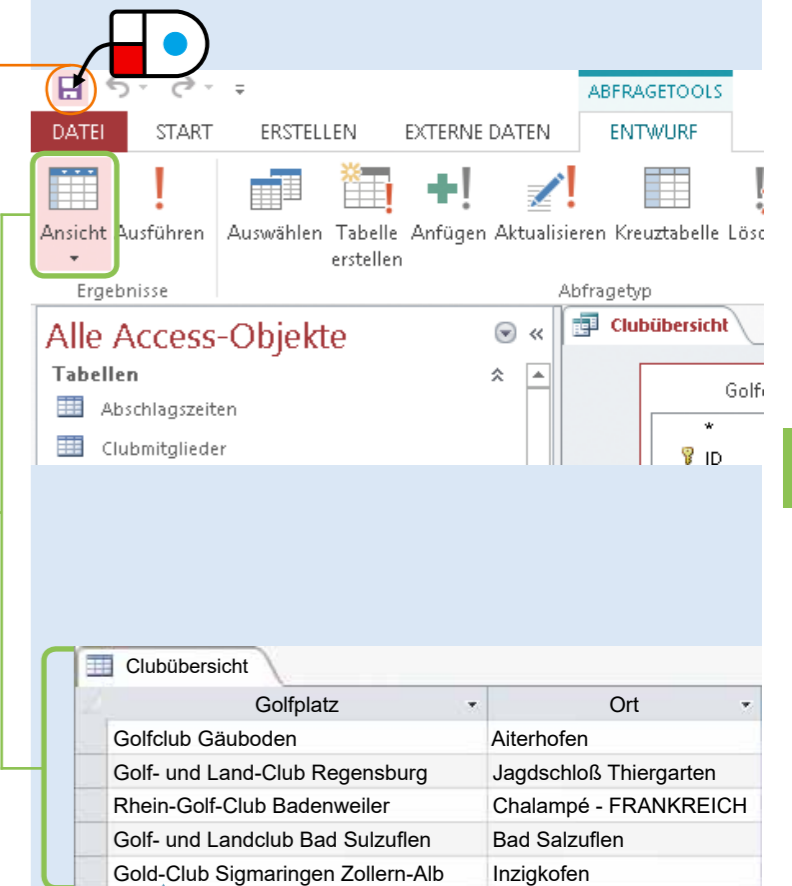 ABFRAGETOOLS
DATEI START ERSTELLEN EXTERNE DATEN ENTWURF
Ansicht Ausführen Auswählen Tabelle erstellen Anfügen Aktualisieren Kreuztabelle Lösc
Ergebnisse Abfragetyp
Alle Access-Objekte « Clubübersicht
Tabellen
Golf
Abschlagszeiten
*
Clubmitglieder
ID
Clubübersicht
Golfplatz Ort
Golfclub Gäuboden Aiterhofen
Golf- und Land-Club Regensburg Jagdschloß Thiergarten
Rhein-Golf-Club Badenweiler Chalampé - FRANKREICH
Golf- und Landclub Bad Sulzuflen Bad Salzuflen
Gold-Club Sigmaringen Zollern-Alb Inzigkofen